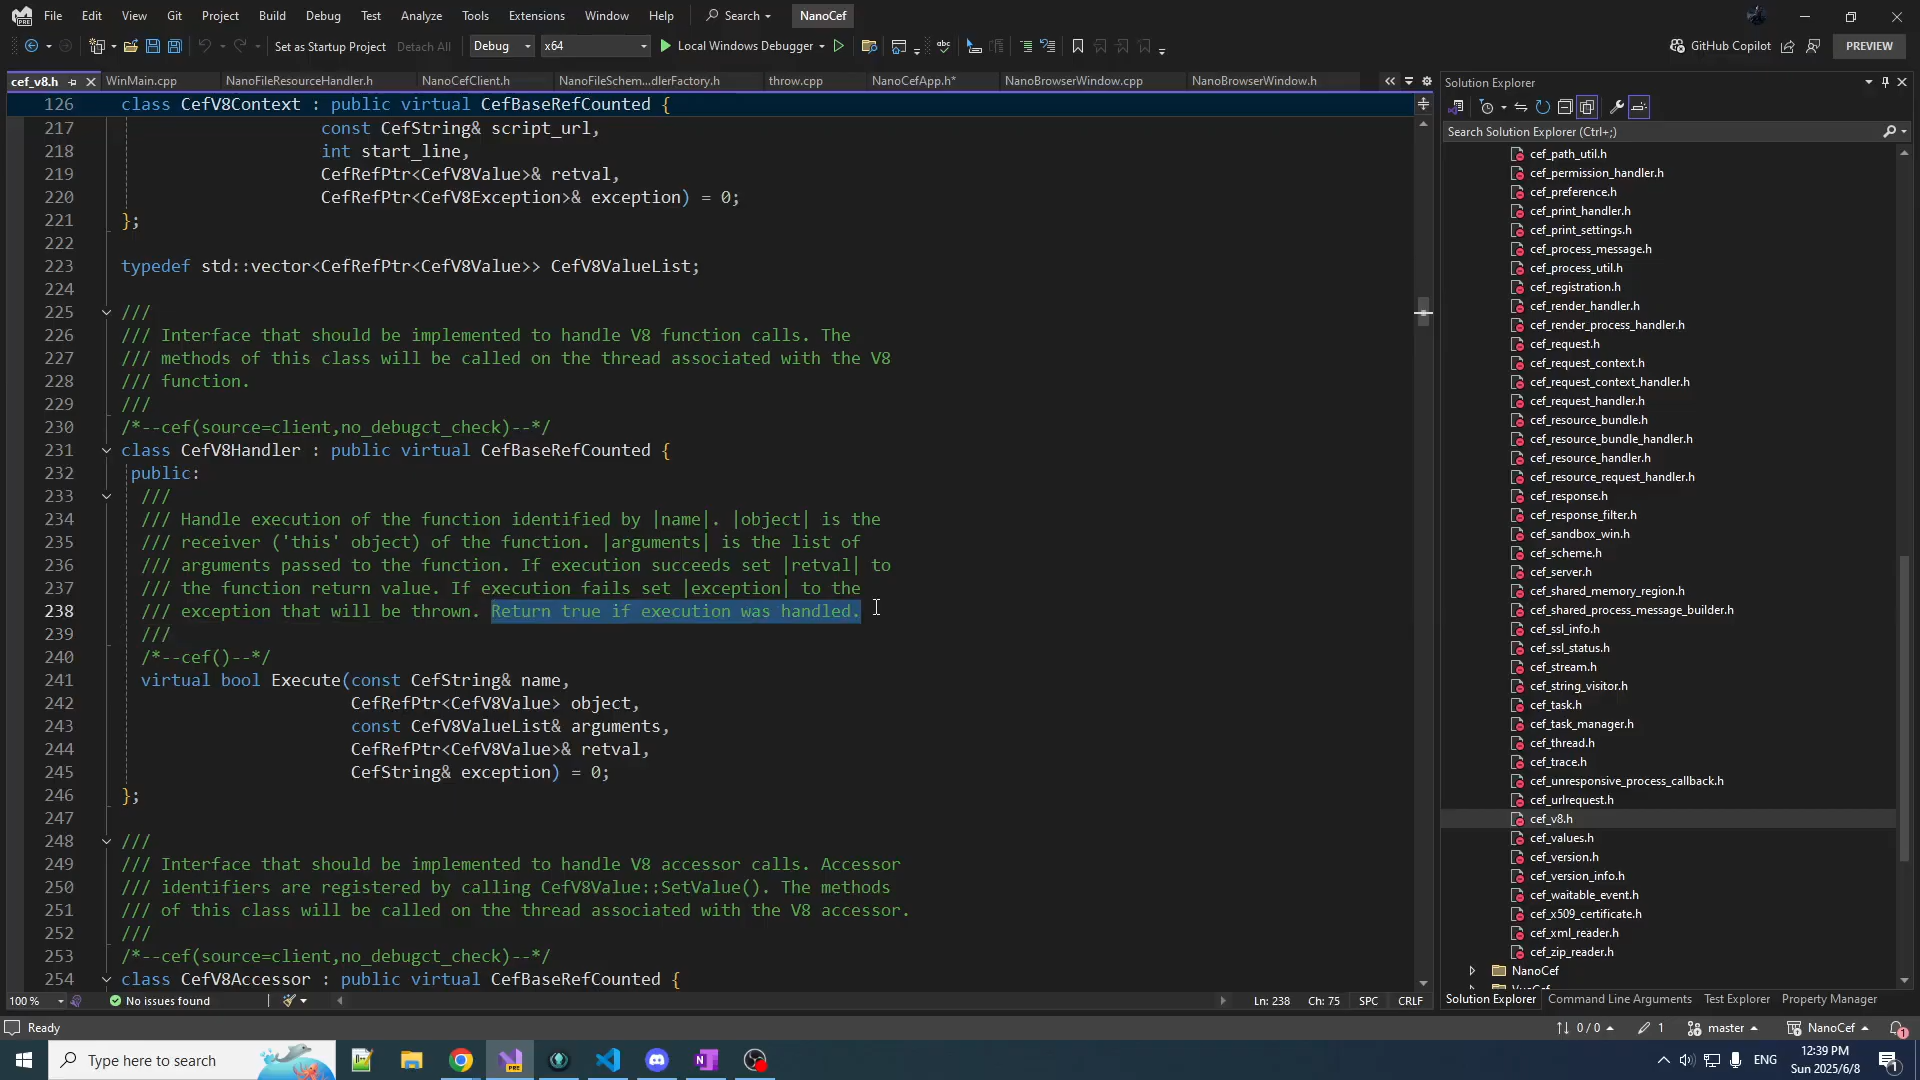 File Edit View Git Project Build Debug Test Analyze Tools Extensions Window Help Search NanoCef
Set as Startup Project Detach All Debug x64 Local Windows Debugger GitHub Copilot PREVIEW
cef_v8.h WinMain.cpp NanoFileResourceHandler.h NanoCefClient.h NanoFileSchem...dlerFactory.h throw.cpp NanoCefApp.h* NanoBrowserWindow.cpp NanoBrowserWindow.h
126 class CefV8Context : public virtual CefBaseRefCounted {
217 const CefString& script_url,
218 int start_line,
219 CefRefPtr<CefV8Value>& retval,
220 CefRefPtr<CefV8Exception>& exception) = 0;
221 };
222
223 typedef std::vector<CefRefPtr<CefV8Value>> CefV8ValueList;
224
225 ///
226 /// Interface that should be implemented to handle V8 function calls. The
227 /// methods of this class will be called on the thread associated with the V8
228 /// function.
229 ///
230 /*--cef(source=client,no_debugct_check)--*/
231 class CefV8Handler : public virtual CefBaseRefCounted {
232 public:
233 ///
234 /// Handle execution of the function identified by |name|. |object| is the
235 /// receiver ('this' object) of the function. |arguments| is the list of
236 /// arguments passed to the function. If execution succeeds set |retval| to
237 /// the function return value. If execution fails set |exception| to the
238 /// exception that will be thrown. Return true if execution was handled.
239 ///
240 /*--cef()--*/
241 virtual bool Execute(const CefString& name,
242 CefRefPtr<CefV8Value> object,
243 const CefV8ValueList& arguments,
244 CefRefPtr<CefV8Value>& retval,
245 CefString& exception) = 0;
246 };
247
248 ///
249 /// Interface that should be implemented to handle V8 accessor calls. Accessor
250 /// identifiers are registered by calling CefV8Value::SetValue(). The methods
251 /// of this class will be called on the thread associated with the V8 accessor.
252 ///
253 /*--cef(source=client,no_debugct_check)--*/
254 class CefV8Accessor : public virtual CefBaseRefCounted {
100 % No issues found Ln: 238 Ch: 75 SPC CRLF
Solution Explorer
Search Solution Explorer (Ctrl+;)
cef_path_util.h
cef_permission_handler.h
cef_preference.h
cef_print_handler.h
cef_print_settings.h
cef_process_message.h
cef_process_util.h
cef_registration.h
cef_render_handler.h
cef_render_process_handler.h
cef_request.h
cef_request_context.h
cef_request_context_handler.h
cef_request_handler.h
cef_resource_bundle.h
cef_resource_bundle_handler.h
cef_resource_handler.h
cef_resource_request_handler.h
cef_response.h
cef_response_filter.h
cef_sandbox_win.h
cef_scheme.h
cef_server.h
cef_shared_memory_region.h
cef_shared_process_message_builder.h
cef_ssl_info.h
cef_ssl_status.h
cef_stream.h
cef_string_visitor.h
cef_task.h
cef_task_manager.h
cef_thread.h
cef_trace.h
cef_unresponsive_process_callback.h
cef_urlrequest.h
cef_v8.h
cef_values.h
cef_version.h
cef_version_info.h
cef_waitable_event.h
cef_x509_certificate.h
cef_xml_reader.h
cef_zip_reader.h
NanoCef
Solution Explorer Command Line Arguments Test Explorer Property Manager
Ready 0 / 0 1 master NanoCef 1
Type here to search ENG 12:39 PM
Sun 2025/6/8 1